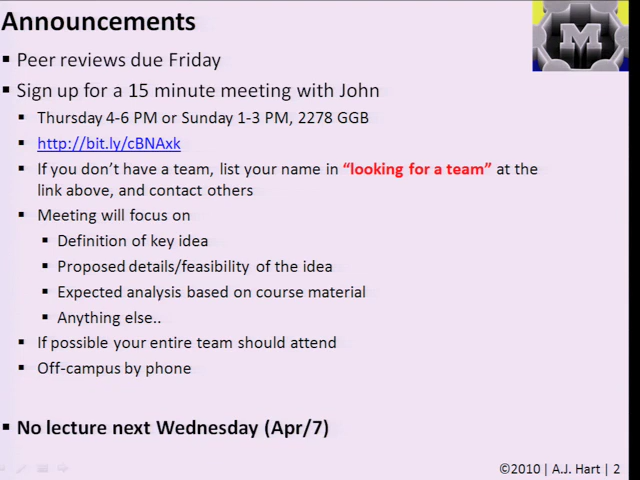 Announcements
Peer reviews due Friday
Sign up for a 15 minute meeting with John
Thursday 4-6 PM or Sunday 1-3 PM, 2278 GGB
http://bit.ly/cBNAxk
If you don't have a team, list your name in "looking for a team" at the
link above, and contact others
Meeting will focus on
Definition of key idea
Proposed details/feasibility of the idea
Expected analysis based on course material
Anything else..
If possible your entire team should attend
Off-campus by phone
No lecture next Wednesday (Apr/7)
©2010 | A.J. Hart | 2
M